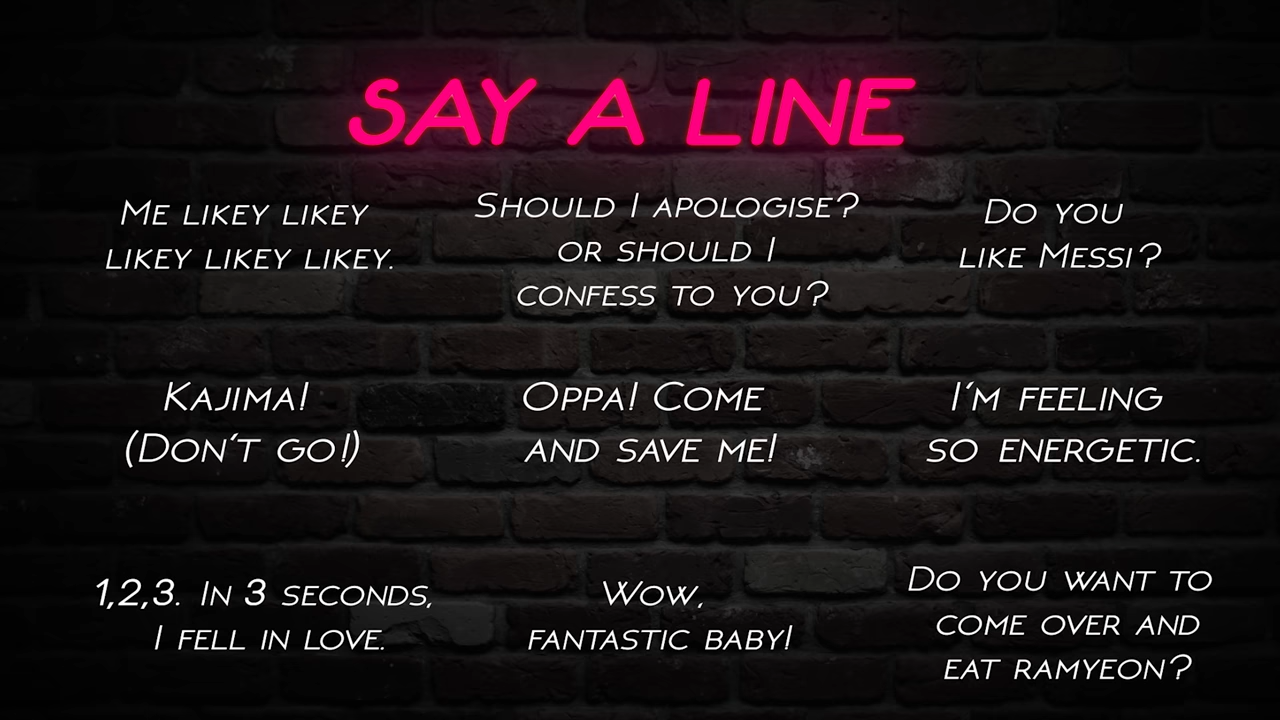 SAY A LINE
ME LIKEY LIKEY
LIKEY LIKEY LIKEY.
SHOULD I APOLOGISE?
OR SHOULD I
CONFESS TO YOU?
DO YOU
LIKE MESSI?
KAJIMA!
(DON'T GO!)
OPPA! COME
AND SAVE ME!
I'M FEELING
SO ENERGETIC.
1,2,3. IN 3 SECONDS,
I FELL IN LOVE.
WOW,
FANTASTIC BABY!
DO YOU WANT TO
COME OVER AND
EAT RAMYEON?